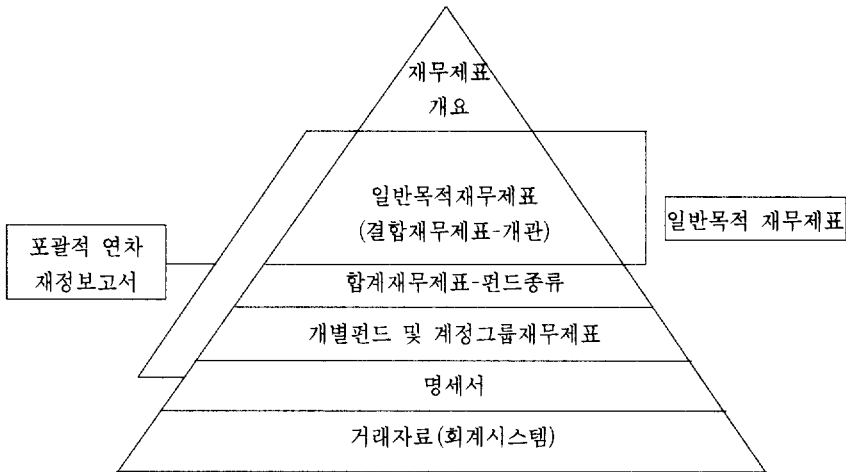 재무제표
개요
일반목적재무제표
(결합재무제표-개관)
일반목적 재무제표
포괄적 연차
재정보고서
합계재무제표-펀드종류
개별펀드 및 계정그룹재무제표
명세서
거래자료(회계시스템)